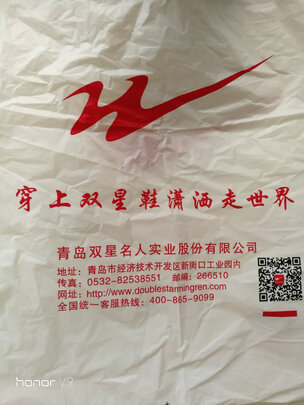 穿上双星鞋潇洒走世界
青岛双星名人实业股份有限公司
地址：青岛市经济技术开发区新街口工业园内
传真：0532-82538551 邮编：266510
网址：http://www.doublestarmingren.com
全国统一客服热线：400-865-9099
honor V9